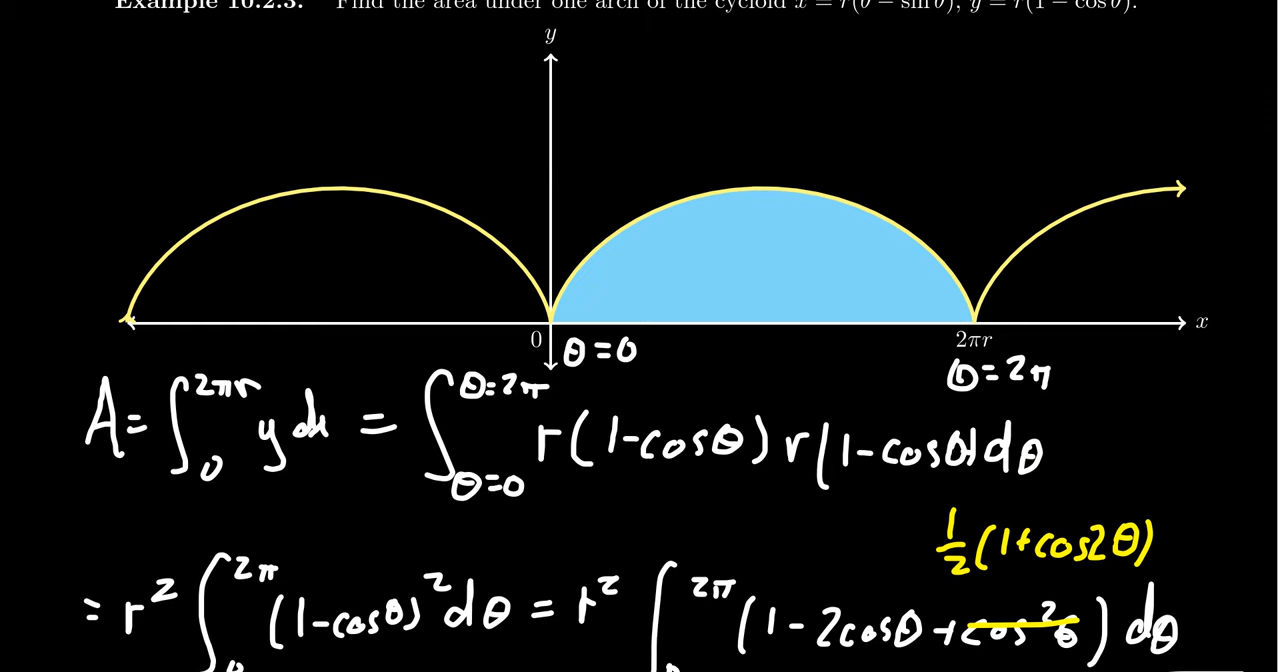 Example 10.2.3. Find the area under one arch of the cycloid x = r(θ − sin θ), y = r(1 − cos θ).
y
x
0
2πr
θ=0
θ=2π
A=∫₀^{2πr} y dx = ∫_{θ=0}^{θ=2π} r(1-cosθ) r(1-cosθ)dθ
½(1+cos2θ)
= r² ∫₀^{2π} (1-cosθ)² dθ = r² ∫₀^{2π} (1-2cosθ+cos²θ) dθ